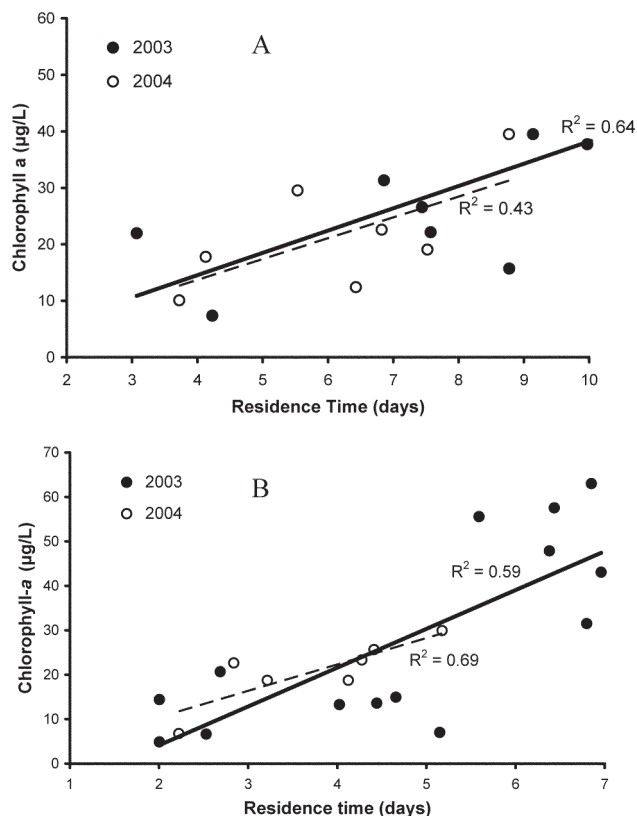 60
50
40
30
20
10
0
Chlorophyll a (µg/L)
2003
2004
A
R² = 0.64
R² = 0.43
2 3 4 5 6 7 8 9 10
Residence Time (days)
70
60
50
40
30
20
10
0
Chlorophyll-a (µg/L)
2003
2004
B
R² = 0.59
R² = 0.69
1 2 3 4 5 6 7
Residence time (days)